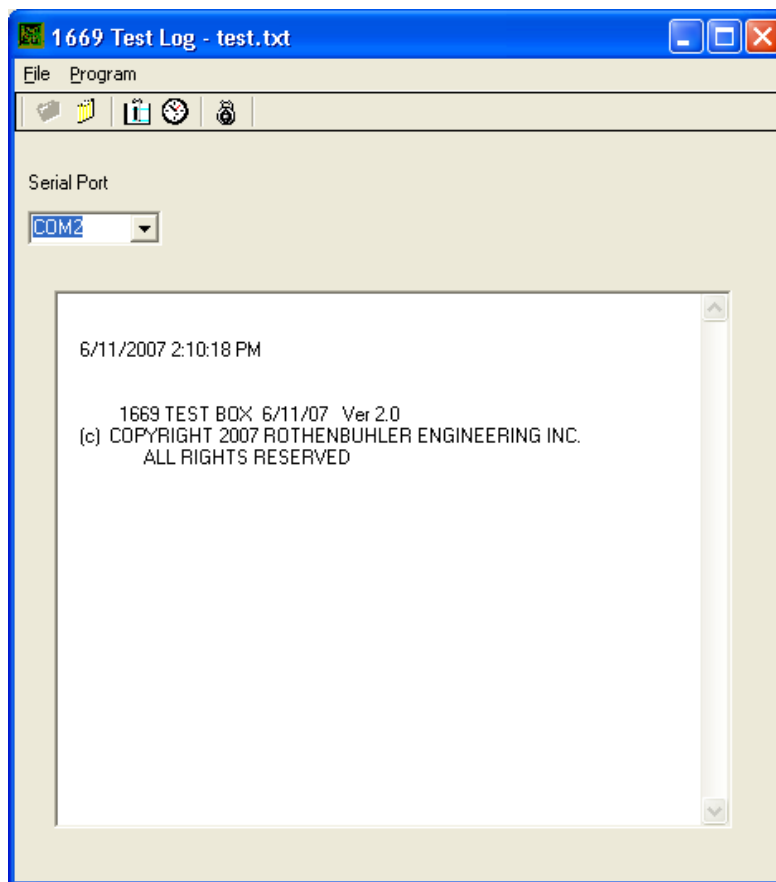 1669 Test Log - test.txt
File Program
Serial Port
COM2
6/11/2007 2:10:18 PM
1669 TEST BOX 6/11/07 Ver 2.0
(c) COPYRIGHT 2007 ROTHENBUHLER ENGINEERING INC.
ALL RIGHTS RESERVED